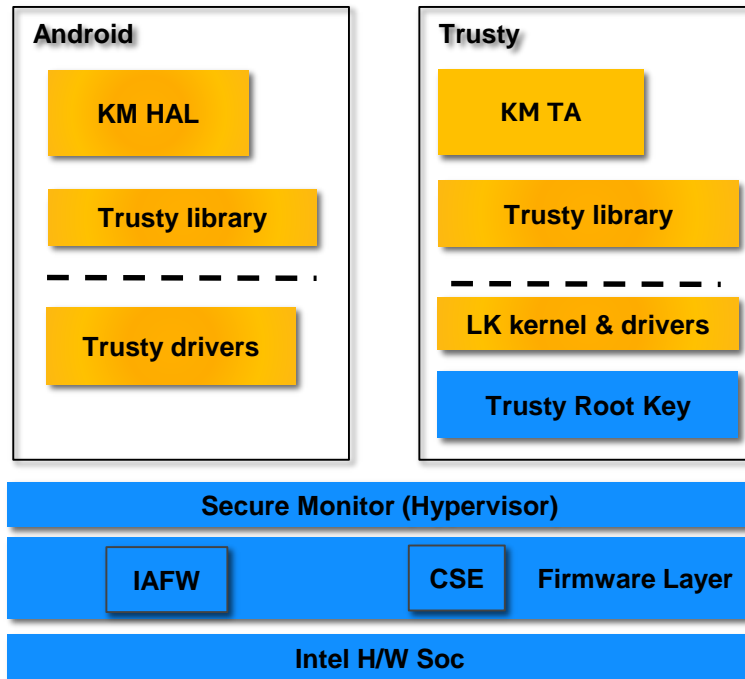 Android
KM HAL
Trusty library
Trusty drivers
Trusty
KM TA
Trusty library
LK kernel & drivers
Trusty Root Key
Secure Monitor (Hypervisor)
IAFW
CSE
Firmware Layer
Intel H/W Soc